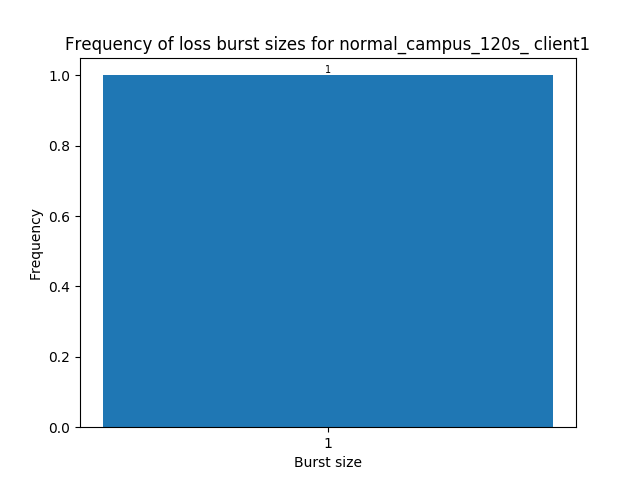 Frequency of loss burst sizes for normal_campus_120s_ client1
1
1.0
0.8
0.6
0.4
0.2
0.0
Frequency
1
Burst size